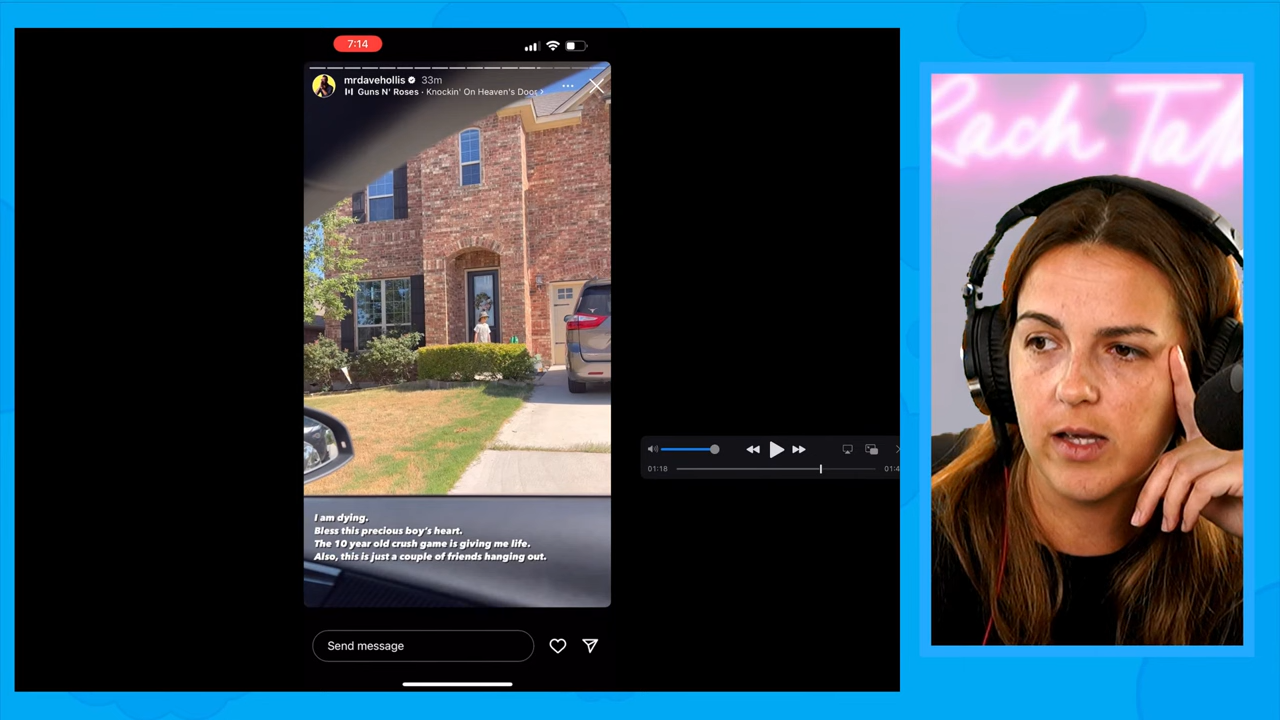 7:14
mrdavehollis 33m
Guns N' Roses · Knockin' On Heaven's Door
I am dying.
Bless this precious boy's heart.
The 10 year old crush game is giving me life.
Also, this is just a couple of friends hanging out.
Send message
01:18
Rach Talk